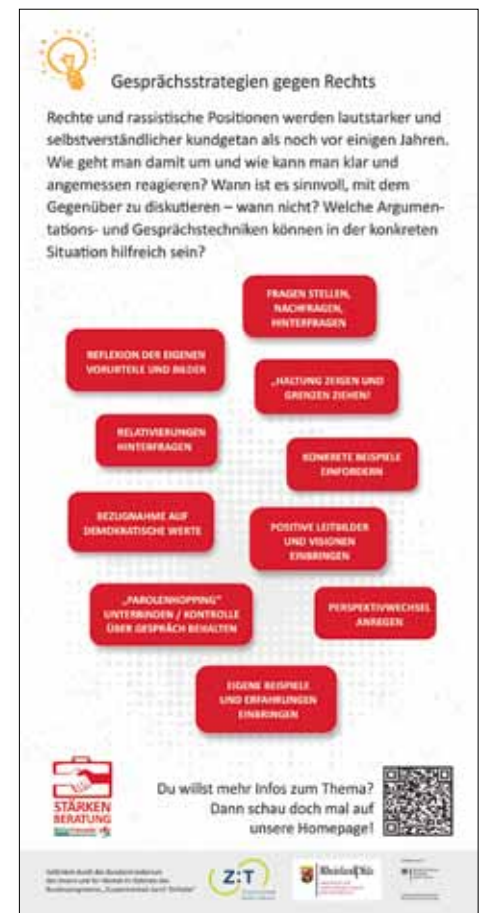 Gesprächsstrategien gegen Rechts
Rechte und rassistische Positionen werden lautstarker und
selbstverständlicher kundgetan als noch vor einigen Jahren.
Wie geht man damit um und wie kann man klar und
angemessen reagieren? Wann ist es sinnvoll, mit dem
Gegenüber zu diskutieren – wann nicht? Welche Argumen-
tations- und Gesprächstechniken können in der konkreten
Situation hilfreich sein?
FRAGEN STELLEN,
NACHFRAGEN,
HINTERFRAGEN
REFLEXION DER EIGENEN
VORURTEILE UND BILDER
„HALTUNG ZEIGEN UND
GRENZEN ZIEHEN!
RELATIVIERUNGEN
HINTERFRAGEN
KONKRETE BEISPIELE
EINFORDERN
BEZUGNAHME AUF
DEMOKRATISCHE WERTE
POSITIVE LEITBILDER
UND VISIONEN
EINBRINGEN
„PAROLENHOPPING"
UNTERBINDEN / KONTROLLE
ÜBER GESPRÄCH BEHALTEN
PERSPEKTIVWECHSEL
ANREGEN
EIGENE BEISPIELE
UND ERFAHRUNGEN
EINBRINGEN
STÄRKEN
BERATUNG
Du willst mehr Infos zum Thema?
Dann schau doch mal auf
unsere Homepage!
Z:T
RheinlandPfalz